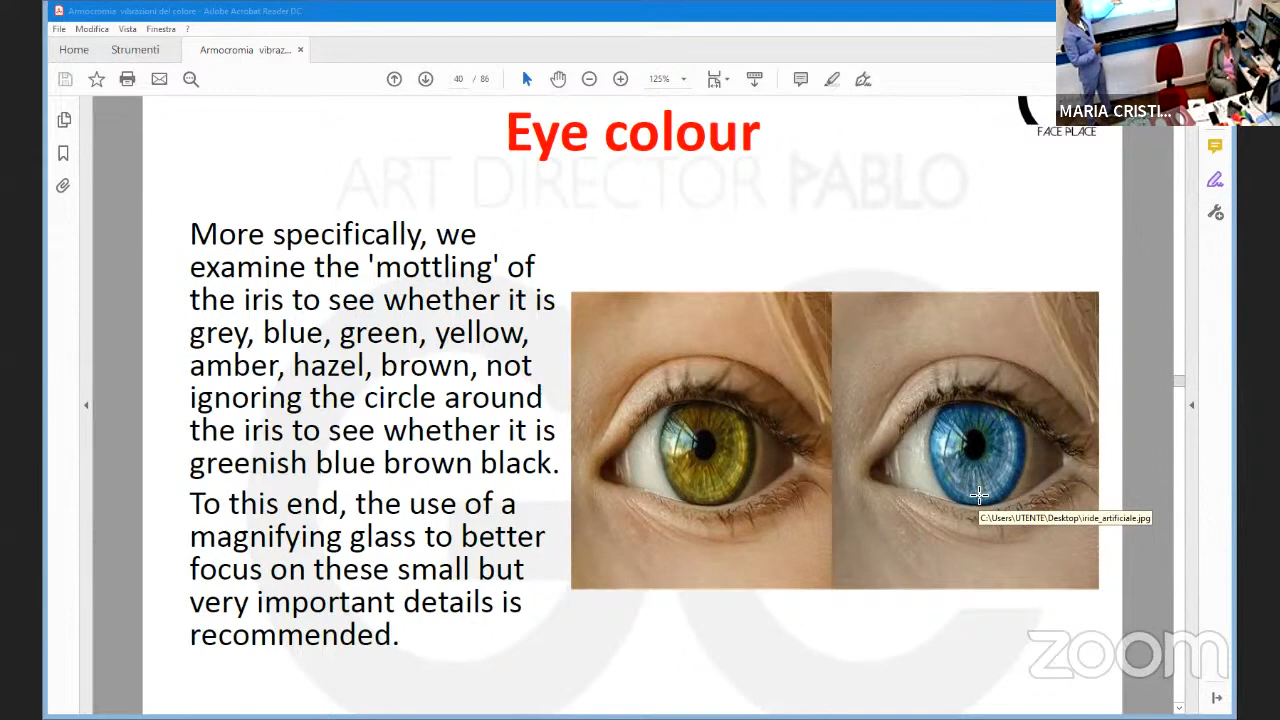 Armocromia vibrazioni del colore - Adobe Acrobat Reader DC
File Modifica Vista Finestra ?
Home Strumenti Armocromia vibraz... ×
40 / 86 125%
MARIA CRISTI...
FACE PLACE
Eye colour
ART DIRECTOR PABLO
More specifically, we
examine the 'mottling' of
the iris to see whether it is
grey, blue, green, yellow,
amber, hazel, brown, not
ignoring the circle around
the iris to see whether it is
greenish blue brown black.
To this end, the use of a
magnifying glass to better
focus on these small but
very important details is
recommended.
C:\Users\UTENTE\Desktop\iride_artificiale.jpg
zoom